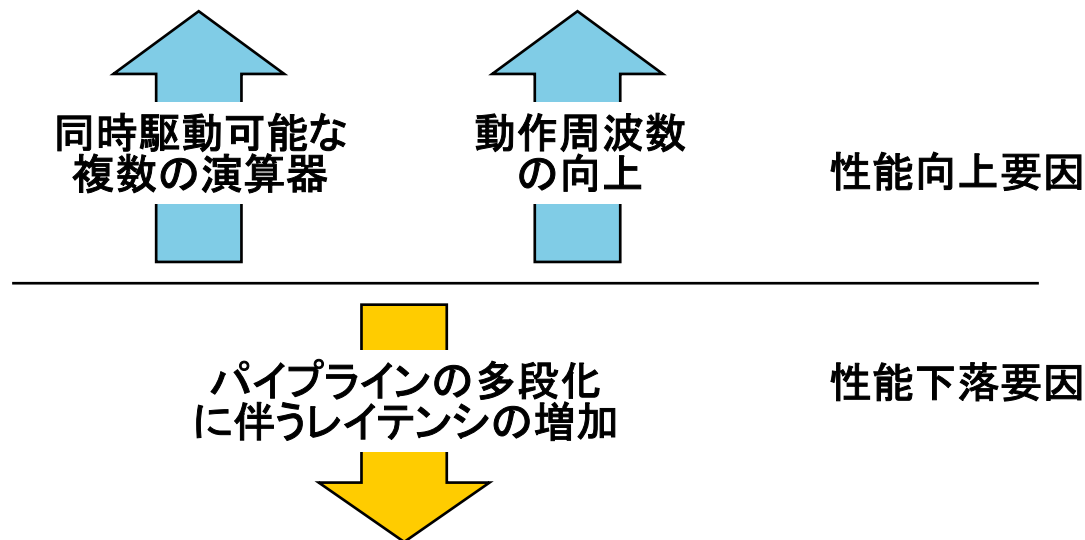 同時駆動可能な
複数の演算器
動作周波数
の向上
性能向上要因
パイプラインの多段化
に伴うレイテンシの増加
性能下落要因